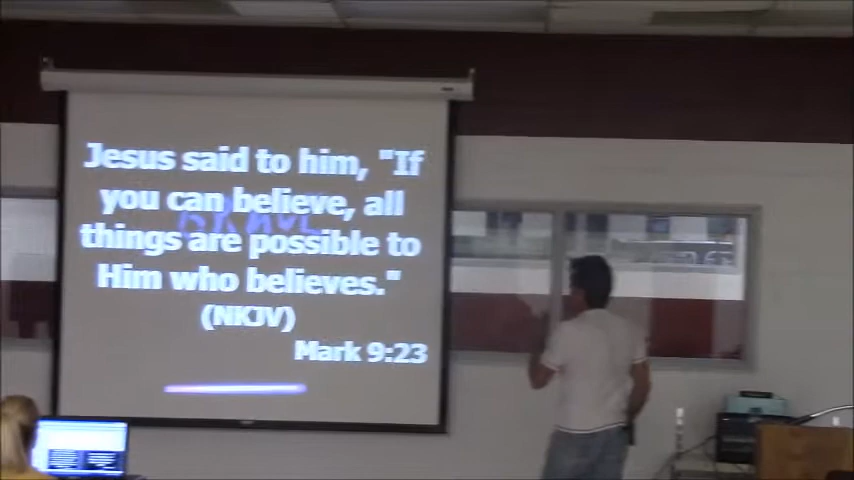 Jesus said to him, "If
you can believe, all
things are possible to
Him who believes."
(NKJV)
Mark 9:23